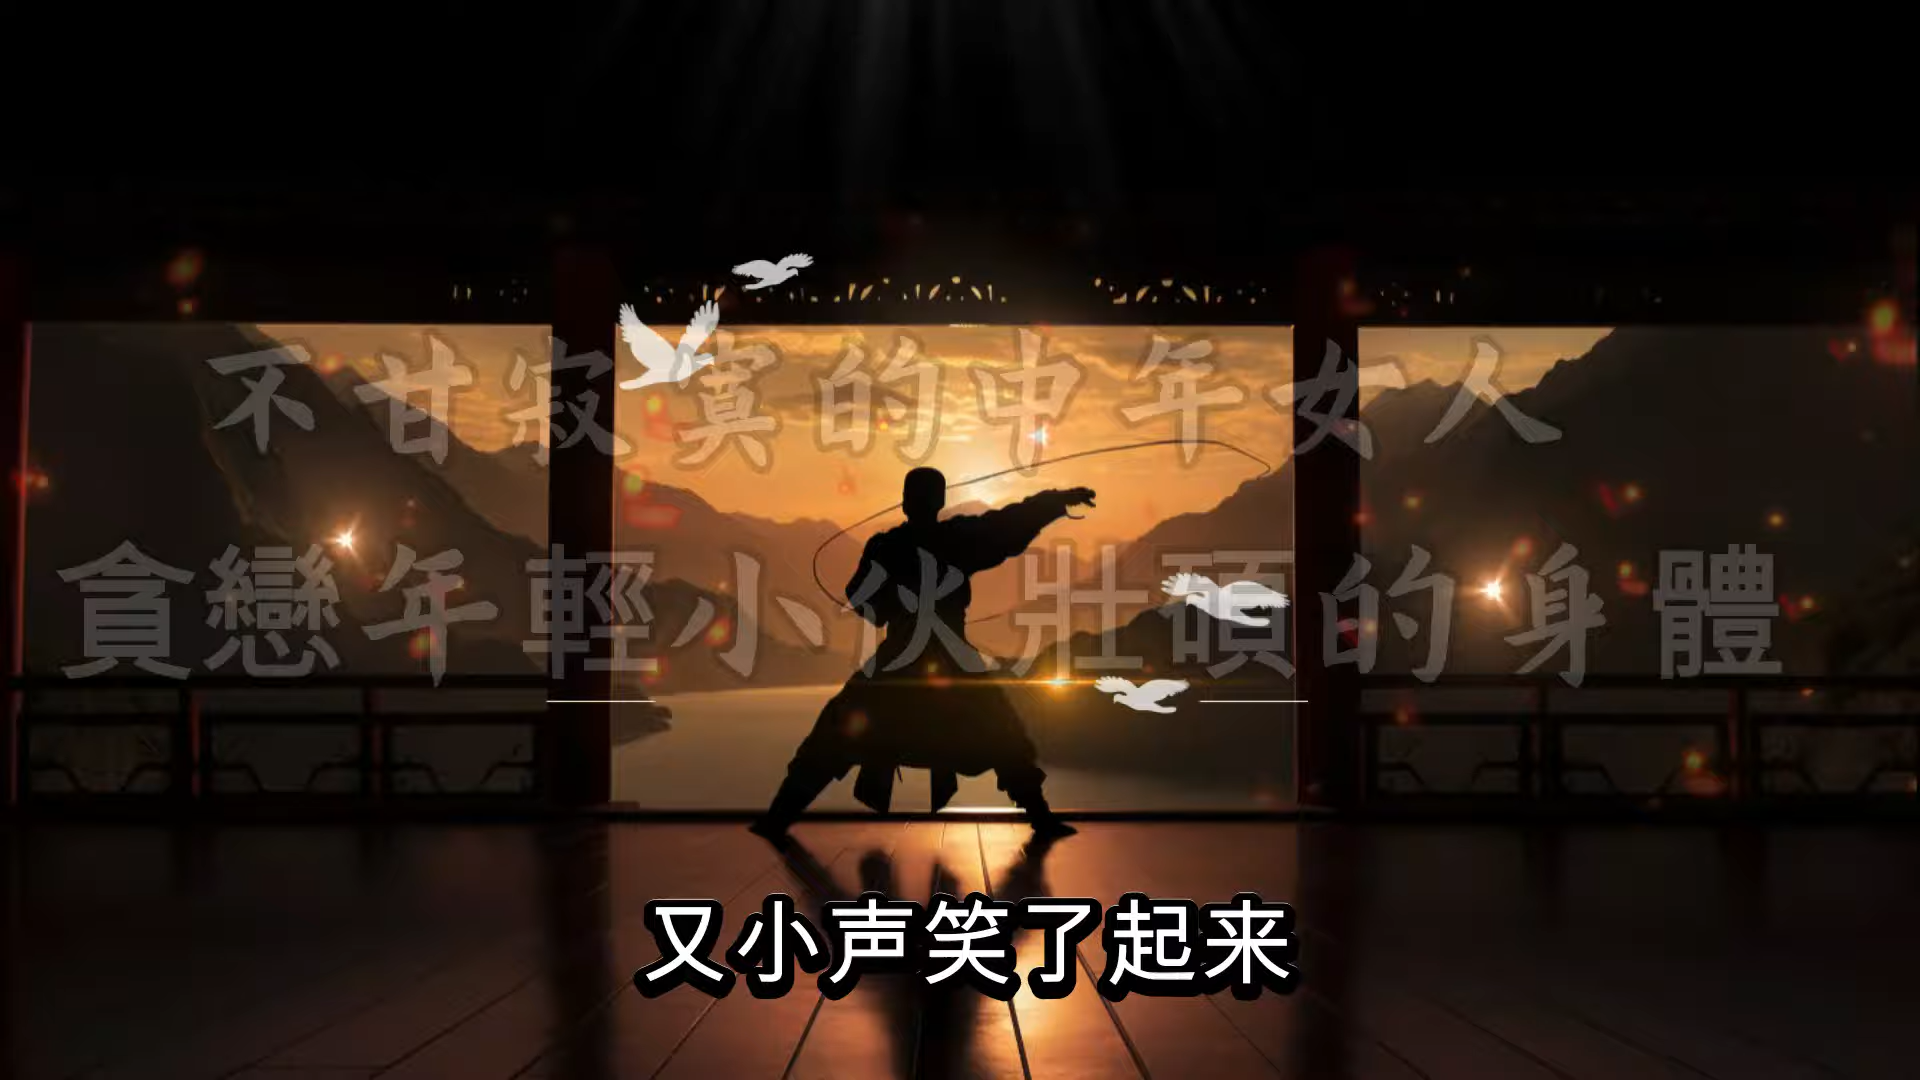 不甘寂寞的中年女人
貪戀年輕小伙壯碩的身體
又小声笑了起来